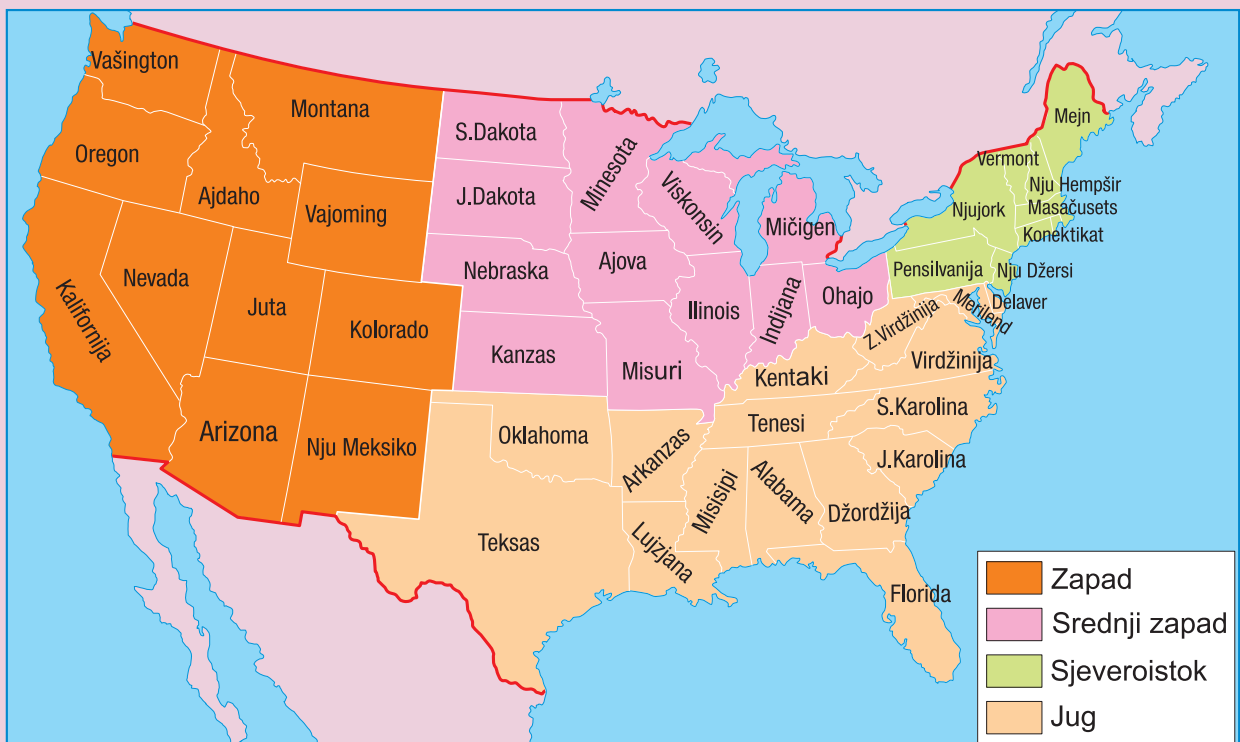 Vašington
Montana
Oregon
Ajdaho
Vajoming
Nevada
Juta
Kolorado
Kalifornija
Arizona
Nju Meksiko
S.Dakota
J.Dakota
Nebraska
Kanzas
Minesota
Ajova
Misuri
Viskonsin
Ilinois
Mičigen
Indijana
Ohajo
Mejn
Vermont
Nju Hempšir
Masačusets
Njujork
Konektikat
Pensilvanija
Nju Džersi
Delaver
Merilend
Z.Virdžinija
Virdžinija
Kentaki
S.Karolina
Tenesi
J.Karolina
Oklahoma
Arkanzas
Misisipi
Alabama
Džordžija
Teksas
Lujzjana
Florida
Zapad
Srednji zapad
Sjeveroistok
Jug